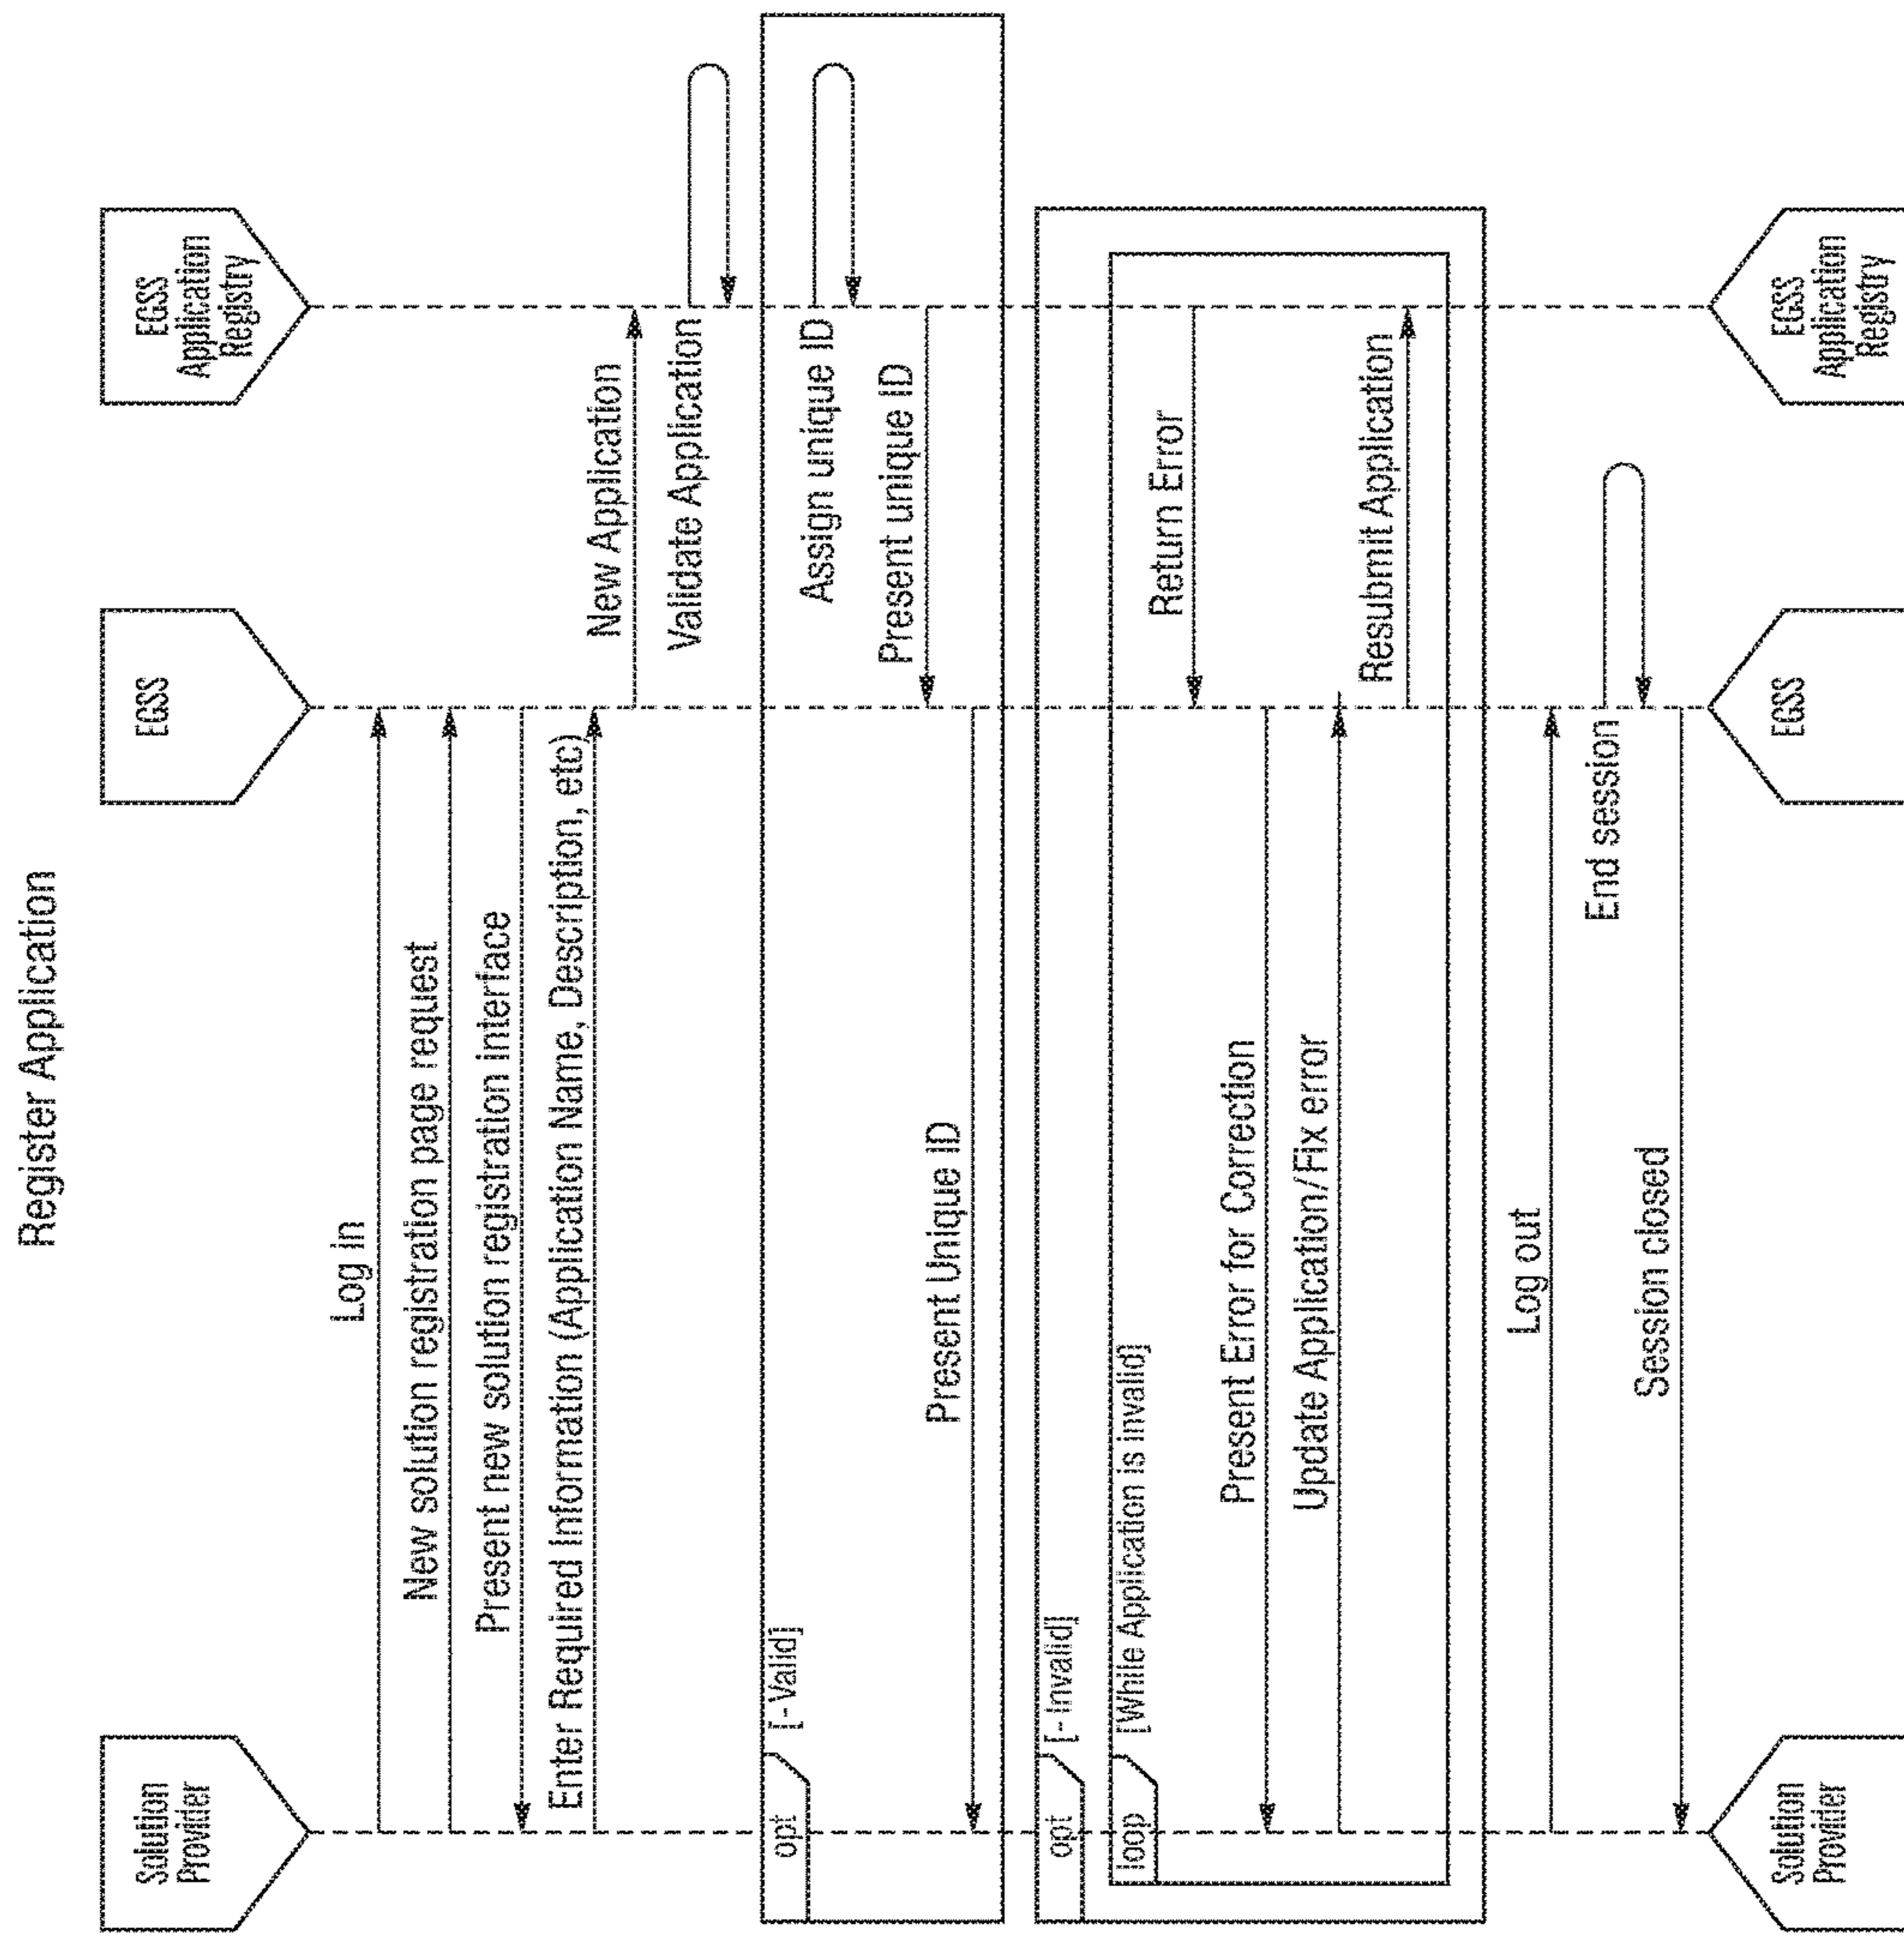 Register Application
Solution
Provider
EGSS
EGSS
Application
Registry
Log in
New solution registration page request
Present new solution registration interface
Enter Required Information (Application Name, Description, etc)
New Application
Validate Application
opt
[- Valid]
Assign unique ID
Present unique ID
Present Unique ID
opt
[- Invalid]
loop
[While Application is invalid]
Return Error
Present Error for Correction
Update Application/Fix error
Resubmit Application
Log out
End session
Session closed
Solution
Provider
EGSS
EGSS
Application
Registry